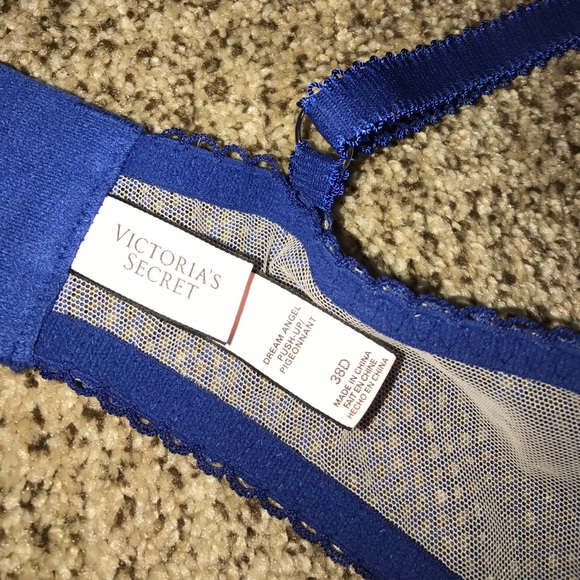 VICTORIA'S
SECRET
DREAM ANGEL
PUSH-UP/
PIGEONNANT
38D
MADE IN CHINA
FAIT EN CHINE
HECHO EN CHINA